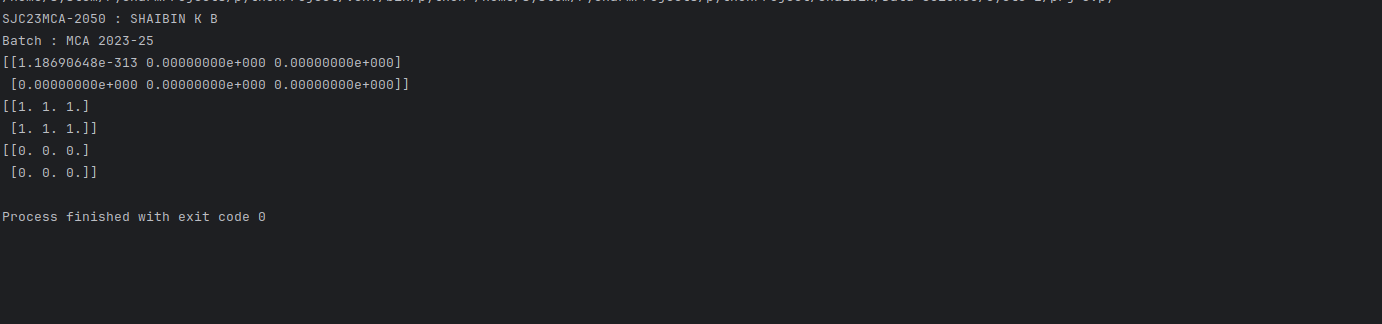 SJC23MCA-2050 : SHAIBIN K B
Batch : MCA 2023-25
[[1.18690648e-313 0.00000000e+000 0.00000000e+000]
 [0.00000000e+000 0.00000000e+000 0.00000000e+000]]
[[1. 1. 1.]
 [1. 1. 1.]]
[[0. 0. 0.]
 [0. 0. 0.]]
Process finished with exit code 0